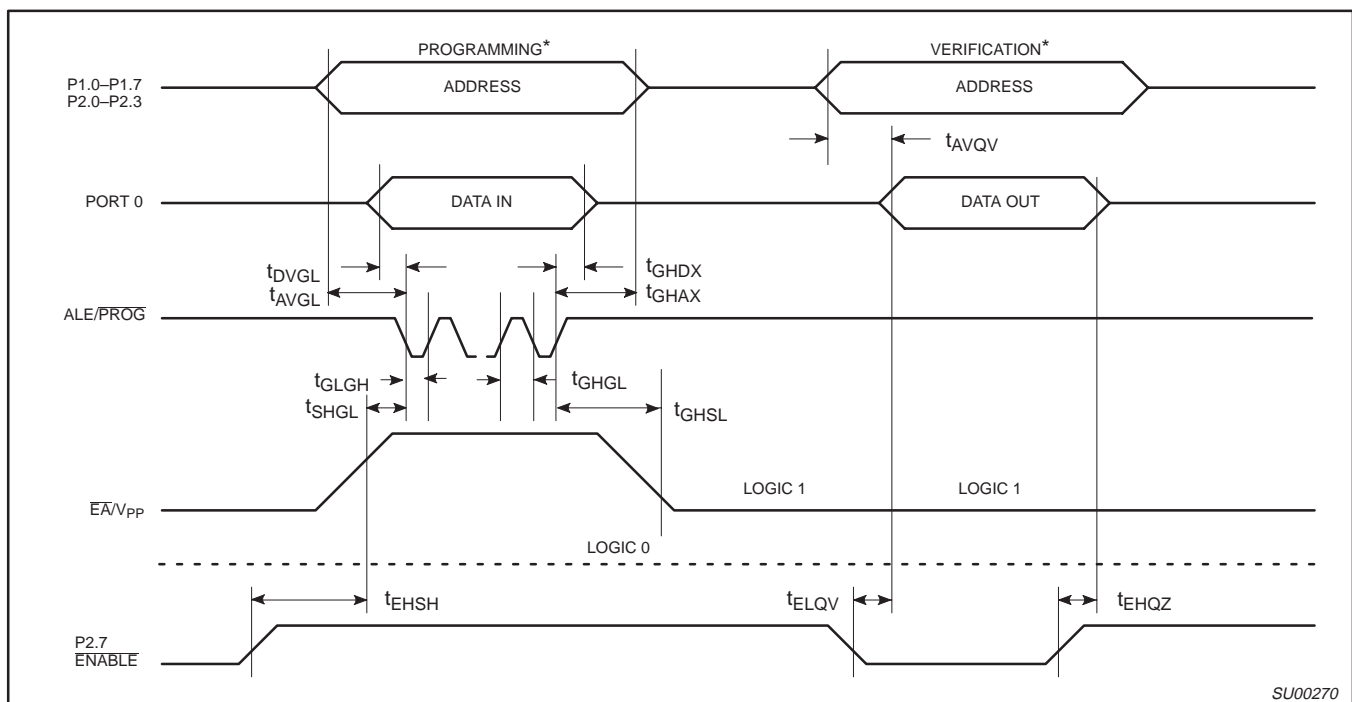 PROGRAMMING*
VERIFICATION*
P1.0–P1.7
P2.0–P2.3
ADDRESS
ADDRESS
tAVQV
PORT 0
DATA IN
DATA OUT
tDVGL
tGHDX
tAVGL
tGHAX
ALE/PROG
tGLGH
tGHGL
tSHGL
tGHSL
LOGIC 1
LOGIC 1
EA/VPP
LOGIC 0
tEHSH
tELQV
tEHQZ
P2.7
ENABLE
SU00270